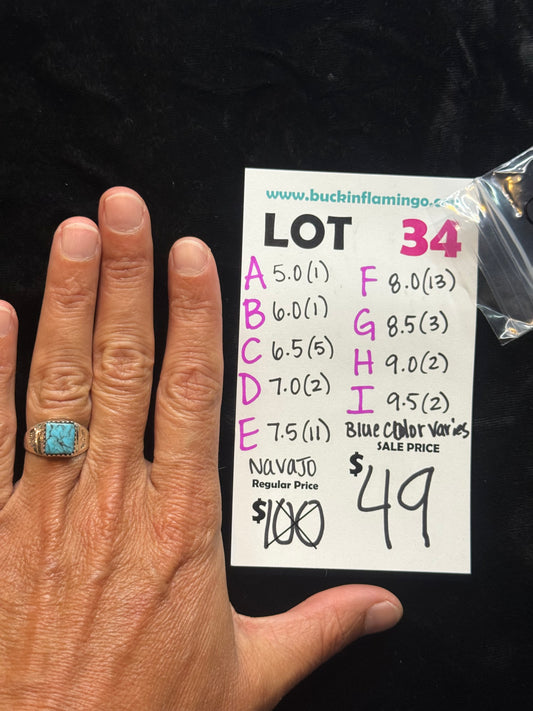 www.buckinflamingo.c
LOT 34
A 5.0(1)
B 6.0(1)
C 6.5(5)
D 7.0(2)
E 7.5(11)
F 8.0(13)
G 8.5(3)
H 9.0(2)
I 9.5(2)
Blue color varies
Navajo
Regular Price
$100
SALE PRICE
$49